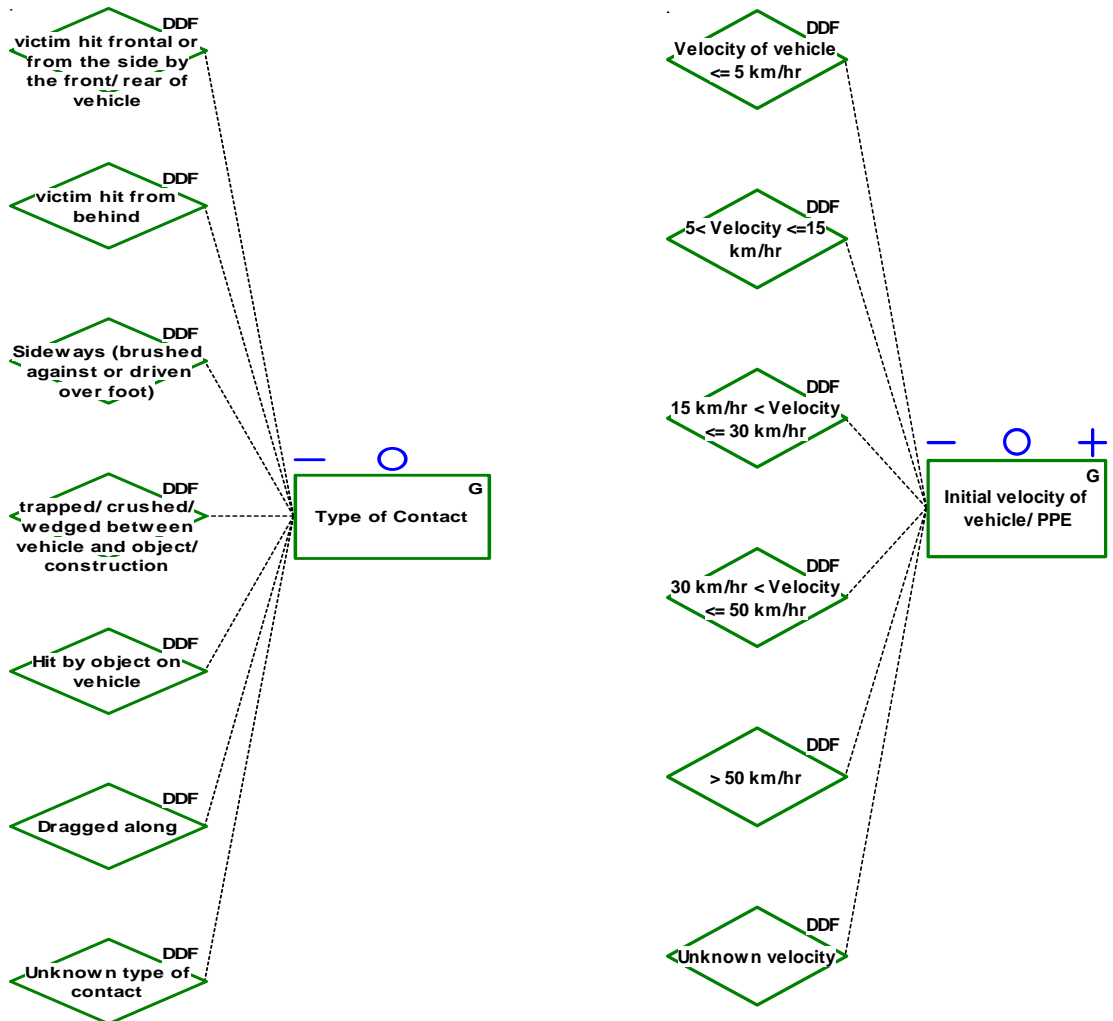 DDF
victim hit frontal or
from the side by
the front/ rear of
vehicle
DDF
victim hit from
behind
DDF
Sideways (brushed
against or driven
over foot)
DDF
trapped/ crushed/
wedged between
vehicle and object/
construction
DDF
Hit by object on
vehicle
DDF
Dragged along
DDF
Unknown type of
contact
G
Type of Contact
DDF
Velocity of vehicle
<= 5 km/hr
DDF
5< Velocity <=15
km/hr
DDF
15 km/hr < Velocity
<= 30 km/hr
DDF
30 km/hr < Velocity
<= 50 km/hr
DDF
> 50 km/hr
DDF
Unknown velocity
G
Initial velocity of
vehicle/ PPE